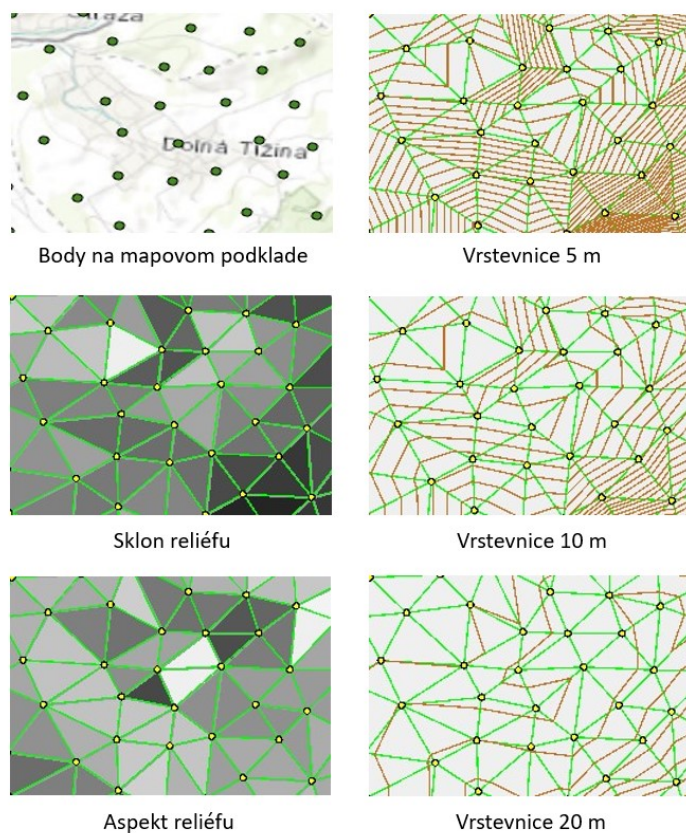 Dolná Tižina
Body na mapovom podklade
Vrstevnice 5 m
Sklon reliéfu
Vrstevnice 10 m
Aspekt reliéfu
Vrstevnice 20 m